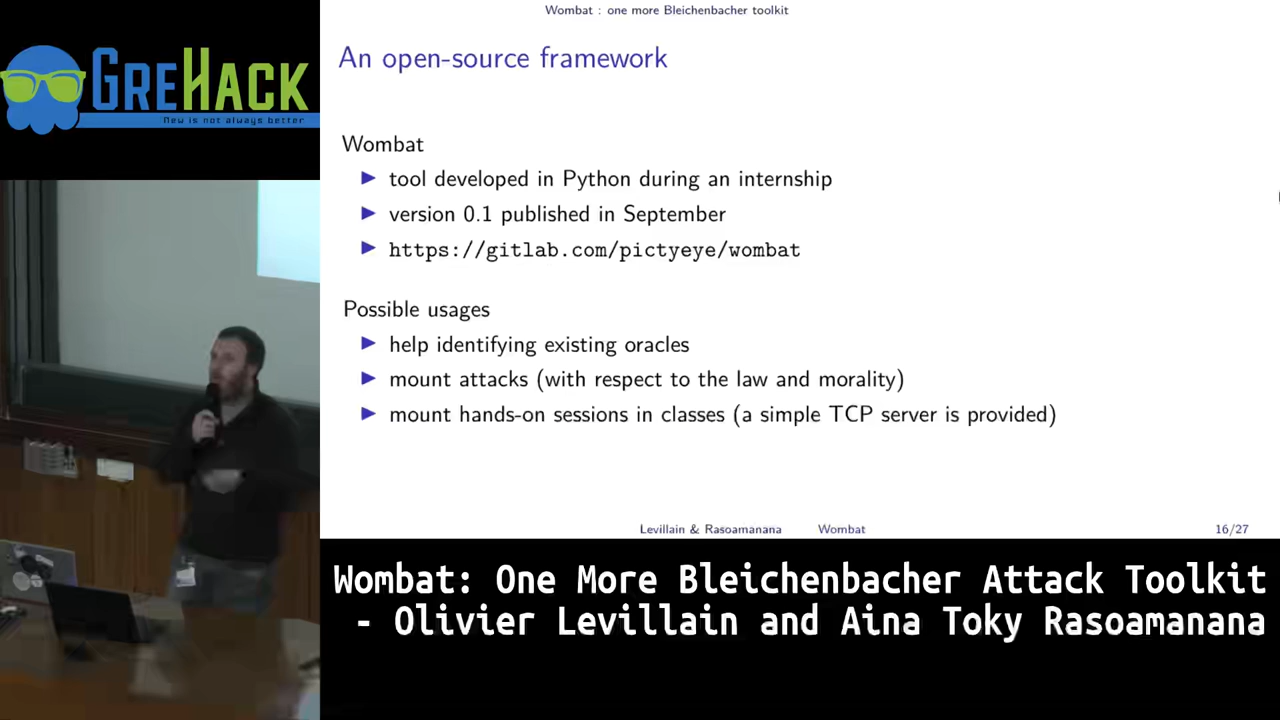 Wombat : one more Bleichenbacher toolkit
An open-source framework
GREHACK
New is not always better
Wombat
tool developed in Python during an internship
version 0.1 published in September
https://gitlab.com/pictyeye/wombat
Possible usages
help identifying existing oracles
mount attacks (with respect to the law and morality)
mount hands-on sessions in classes (a simple TCP server is provided)
Levillain & Rasoamanana Wombat 16/27
Wombat: One More Bleichenbacher Attack Toolkit
- Olivier Levillain and Aina Toky Rasoamanana